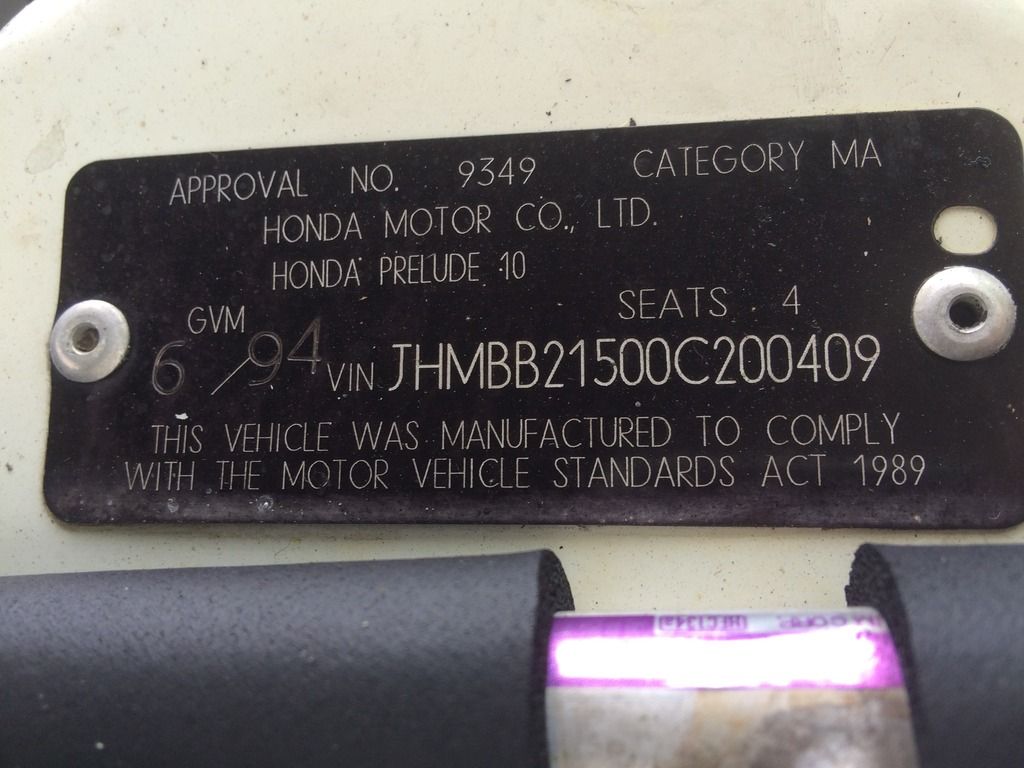 APPROVAL NO. 9349 CATEGORY MA
HONDA MOTOR CO., LTD.
HONDA PRELUDE 10
GVM SEATS 4
6/94 VIN JHMBB21500C200409
THIS VEHICLE WAS MANUFACTURED TO COMPLY
WITH THE MOTOR VEHICLE STANDARDS ACT 1989